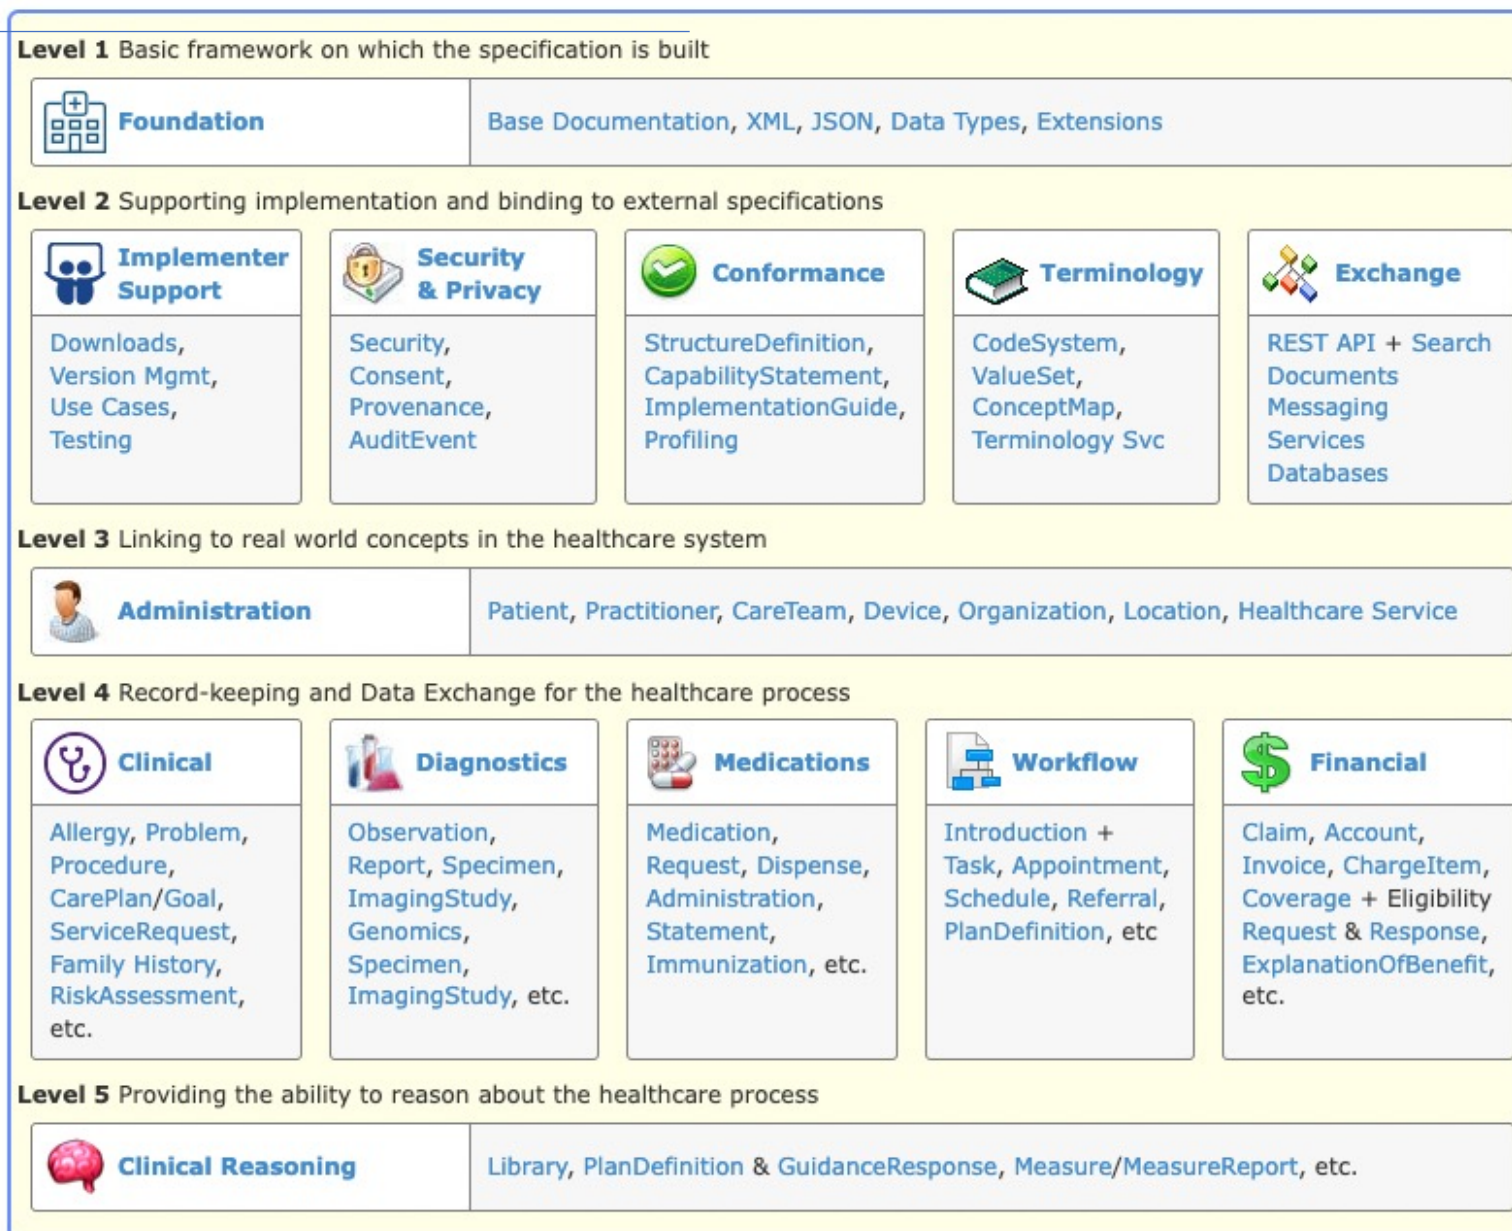 Level 1 Basic framework on which the specification is built
Foundation
Base Documentation, XML, JSON, Data Types, Extensions
Level 2 Supporting implementation and binding to external specifications
Implementer
Support
Downloads,
Version Mgmt,
Use Cases,
Testing
Security
& Privacy
Security,
Consent,
Provenance,
AuditEvent
Conformance
StructureDefinition,
CapabilityStatement,
ImplementationGuide,
Profiling
Terminology
CodeSystem,
ValueSet,
ConceptMap,
Terminology Svc
Exchange
REST API + Search
Documents
Messaging
Services
Databases
Level 3 Linking to real world concepts in the healthcare system
Administration
Patient, Practitioner, CareTeam, Device, Organization, Location, Healthcare Service
Level 4 Record-keeping and Data Exchange for the healthcare process
Clinical
Allergy, Problem,
Procedure,
CarePlan/Goal,
ServiceRequest,
Family History,
RiskAssessment,
etc.
Diagnostics
Observation,
Report, Specimen,
ImagingStudy,
Genomics,
Specimen,
ImagingStudy, etc.
Medications
Medication,
Request, Dispense,
Administration,
Statement,
Immunization, etc.
Workflow
Introduction +
Task, Appointment,
Schedule, Referral,
PlanDefinition, etc
Financial
Claim, Account,
Invoice, ChargeItem,
Coverage + Eligibility
Request & Response,
ExplanationOfBenefit,
etc.
Level 5 Providing the ability to reason about the healthcare process
Clinical Reasoning
Library, PlanDefinition & GuidanceResponse, Measure/MeasureReport, etc.